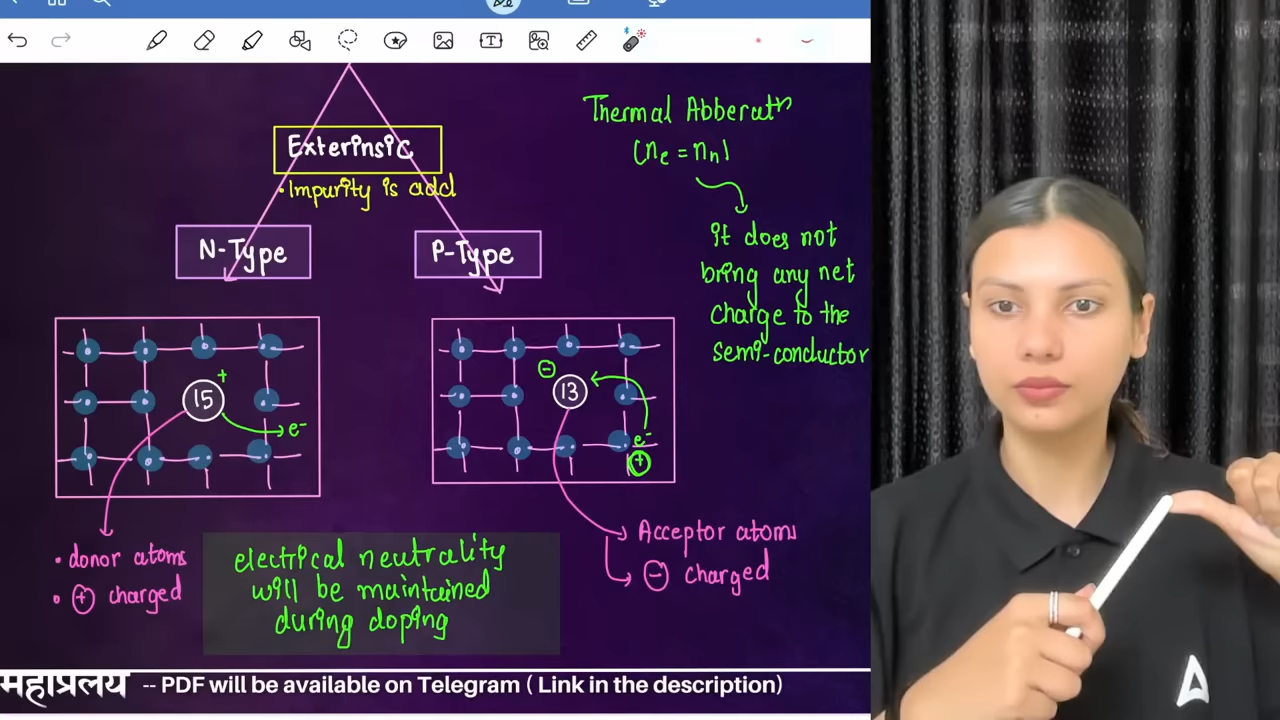 Exterinsic
• Impurity is add
N-Type
P-Type
15
+
e-
• donor atoms
• + charged
-
13
e-
+
Acceptor atoms
- charged
electrical neutrality
will be maintained
during doping
Thermal Abberatn
(ne = nn)
it does not
bring any net
charge to the
semi-conductor
महाप्रलय -- PDF will be available on Telegram ( Link in the description)